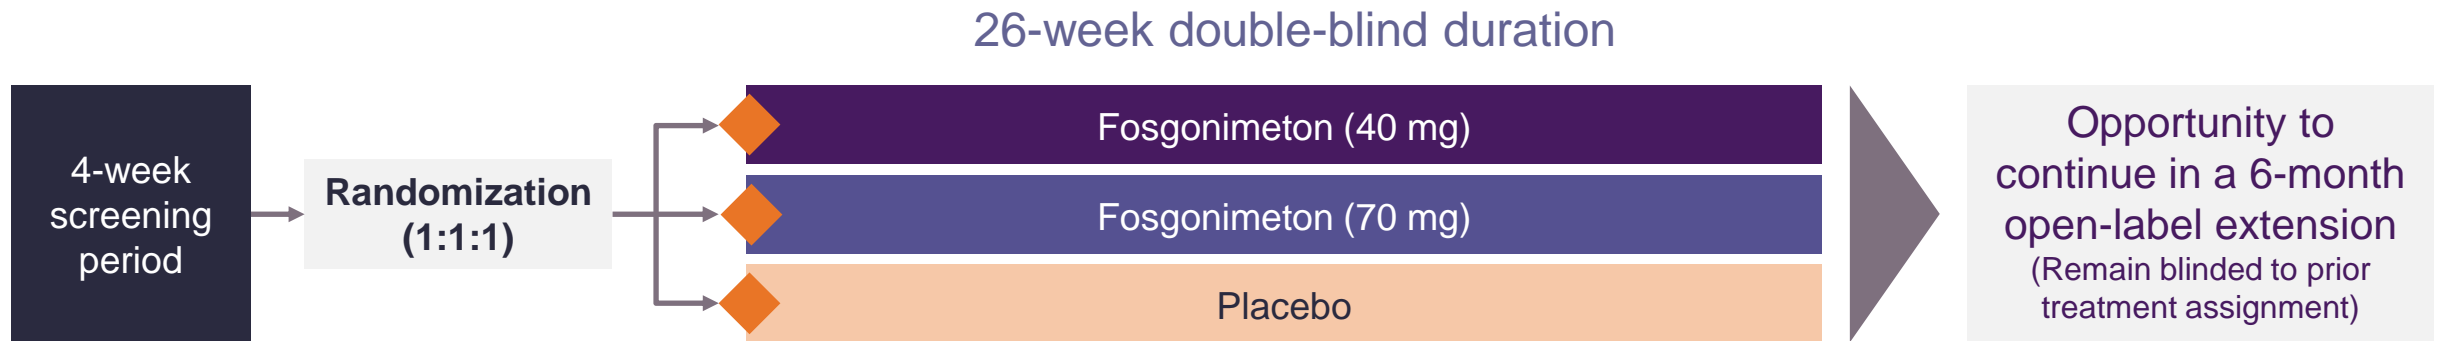 26-week double-blind duration
4-week
screening
period
Randomization
(1:1:1)
Fosgonimeton (40 mg)
Fosgonimeton (70 mg)
Placebo
Opportunity to
continue in a 6-month
open-label extension
(Remain blinded to prior
treatment assignment)